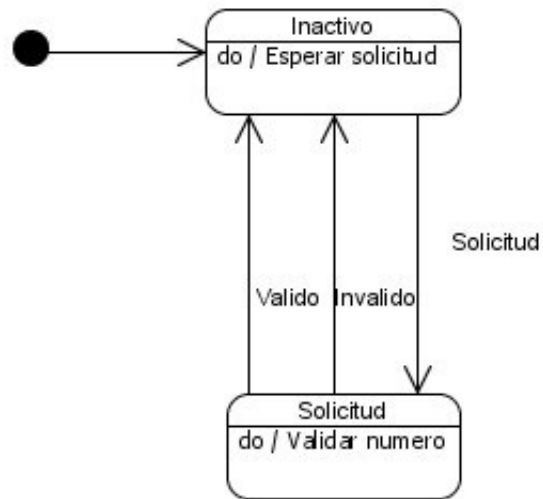 Inactivo
do / Esperar solicitud
Solicitud
Valido
Invalido
Solicitud
do / Validar numero